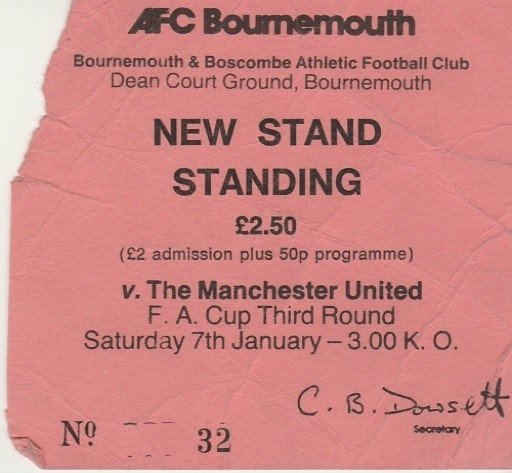 AFC Bournemouth
Bournemouth & Boscombe Athletic Football Club
Dean Court Ground, Bournemouth
NEW STAND
STANDING
£2.50
(£2 admission plus 50p programme)
v. The Manchester United
F. A. Cup Third Round
Saturday 7th January – 3.00 K. O.
C. B. Dowsett
Secretary
Nº 32